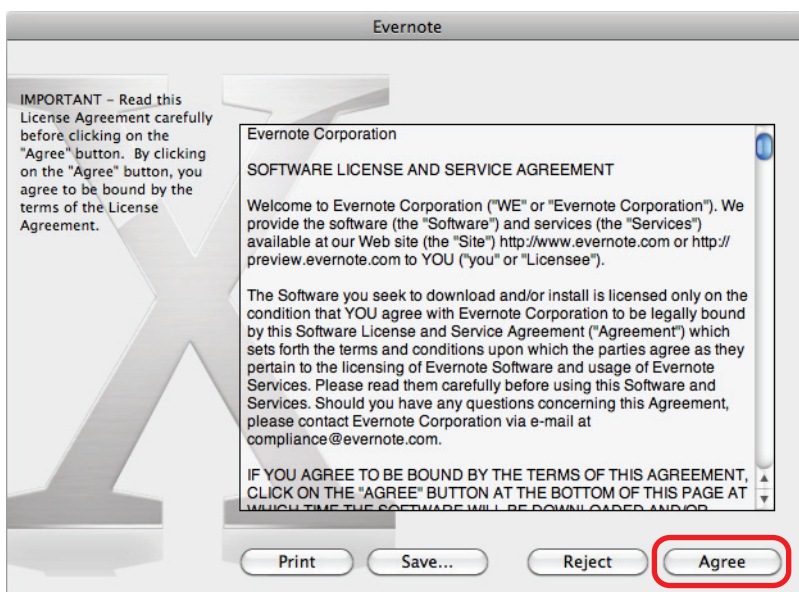 Evernote
IMPORTANT - Read this
License Agreement carefully
before clicking on the
"Agree" button. By clicking
on the "Agree" button, you
agree to be bound by the
terms of the License
Agreement.
Evernote Corporation
SOFTWARE LICENSE AND SERVICE AGREEMENT
Welcome to Evernote Corporation ("WE" or "Evernote Corporation"). We
provide the software (the "Software") and services (the "Services")
available at our Web site (the "Site") http://www.evernote.com or http://
preview.evernote.com to YOU ("you" or "Licensee").
The Software you seek to download and/or install is licensed only on the
condition that YOU agree with Evernote Corporation to be legally bound
by this Software License and Service Agreement ("Agreement") which
sets forth the terms and conditions upon which the parties agree as they
pertain to the licensing of Evernote Software and usage of Evernote
Services. Please read them carefully before using this Software and
Services. Should you have any questions concerning this Agreement,
please contact Evernote Corporation via e-mail at
compliance@evernote.com.
IF YOU AGREE TO BE BOUND BY THE TERMS OF THIS AGREEMENT,
CLICK ON THE "AGREE" BUTTON AT THE BOTTOM OF THIS PAGE AT
WHICH TIME THE SOFTWARE WILL BE DOWNLOADED AND/OR
Print
Save...
Reject
Agree